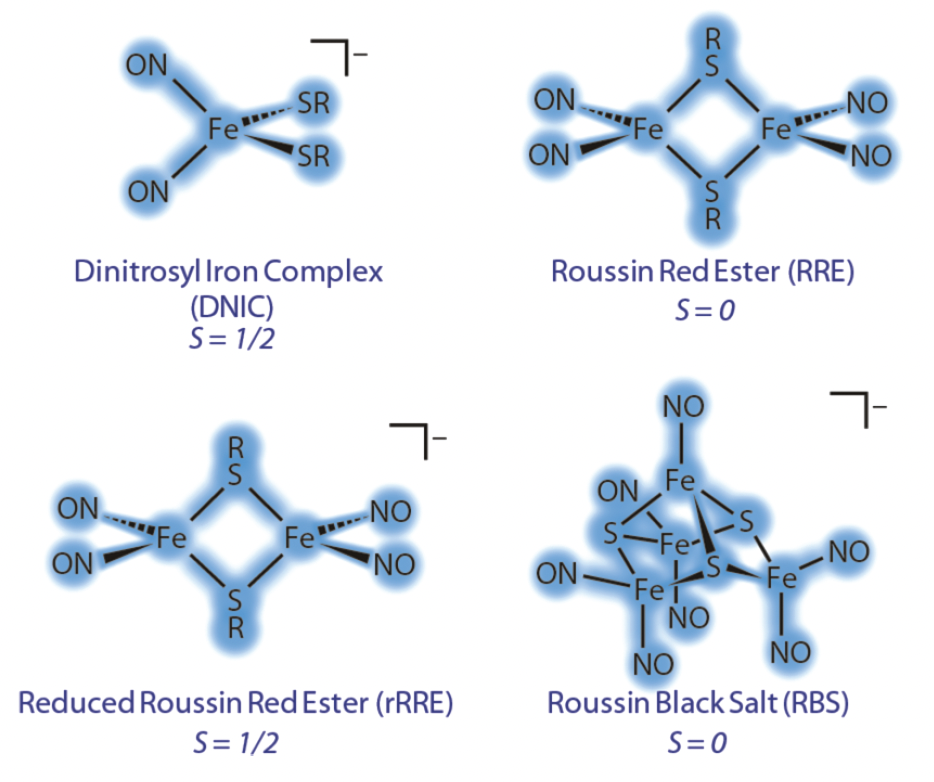 ON
SR
Fe
SR
ON
−
Dinitrosyl Iron Complex
(DNIC)
S = 1/2
R
S
ON
NO
Fe
Fe
ON
NO
S
R
Roussin Red Ester (RRE)
S = 0
R
S
−
ON
NO
Fe
Fe
ON
NO
S
R
Reduced Roussin Red Ester (rRRE)
S = 1/2
NO
−
Fe
ON
S
S
Fe
NO
ON
S
Fe
Fe
NO
NO
NO
Roussin Black Salt (RBS)
S = 0